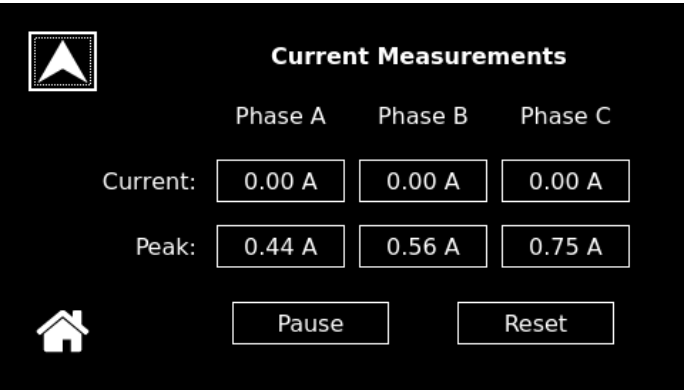 Current Measurements
Phase A Phase B Phase C
Current: 0.00 A 0.00 A 0.00 A
Peak: 0.44 A 0.56 A 0.75 A
Pause Reset